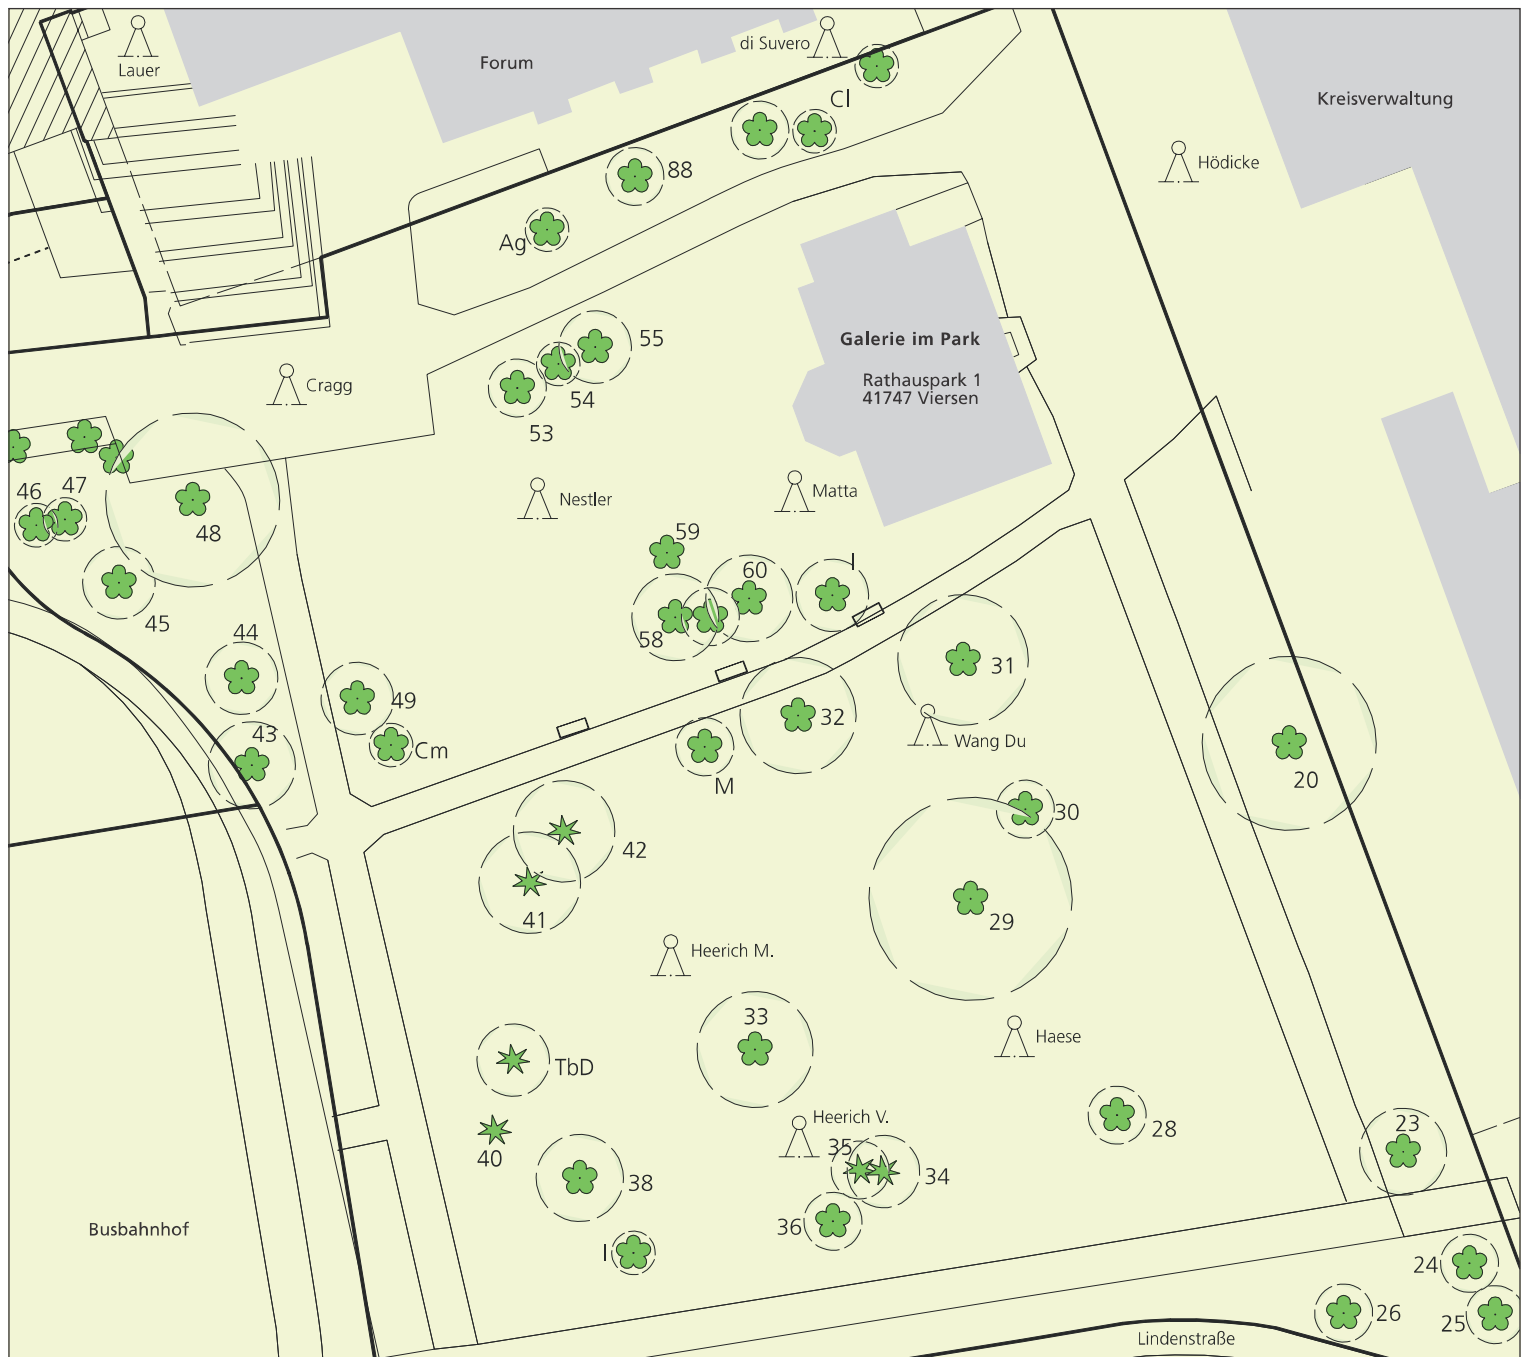 di Suvero
Lauer
Forum
Cl
Kreisverwaltung
Hödicke
88
Ag
55
Galerie im Park
Rathauspark 1
41747 Viersen
Cragg
54
53
46
47
48
Nestler
Matta
59
60
I
58
45
44
49
43
Cm
31
32
Wang Du
M
20
30
42
41
29
Heerich M.
33
Haese
TbD
Heerich V.
28
23
35
34
40
38
36
I
Busbahnhof
24
26
25
Lindenstraße